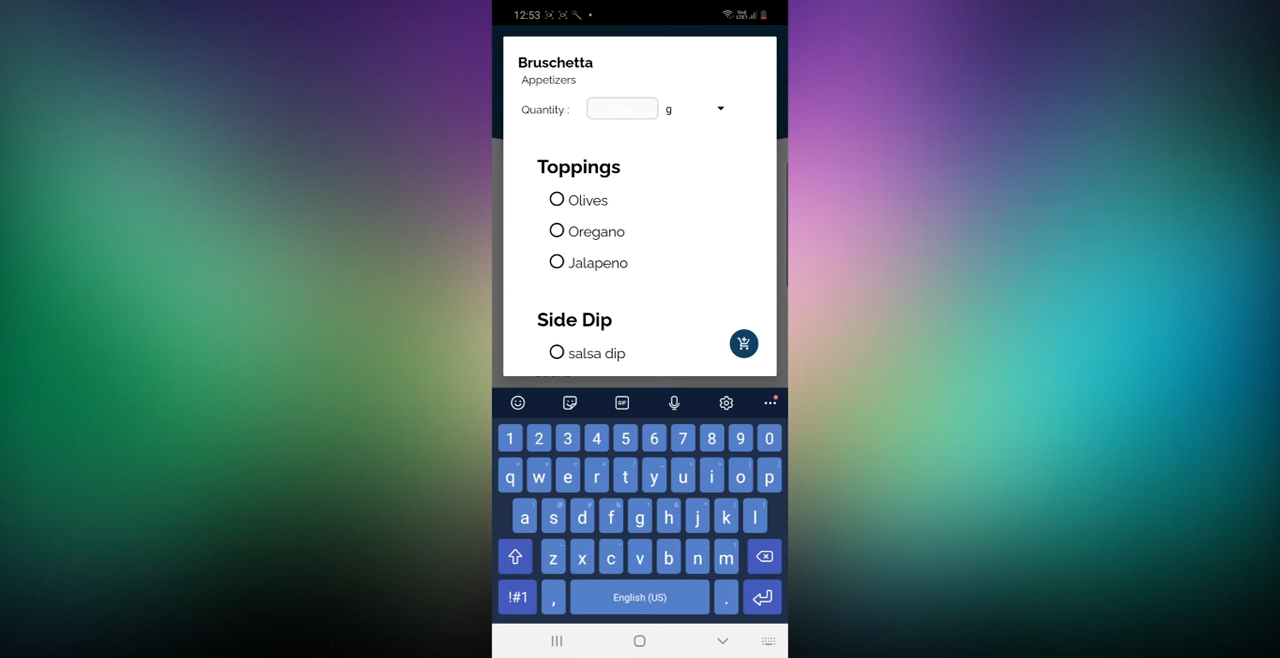 12:53
Bruschetta
Appetizers
Quantity :
g
Toppings
Olives
Oregano
Jalapeno
Side Dip
salsa dip
GIF
1 2 3 4 5 6 7 8 9 0
q w e r t y u i o p
a s d f g h j k l
z x c v b n m
!#1 , English (US) .